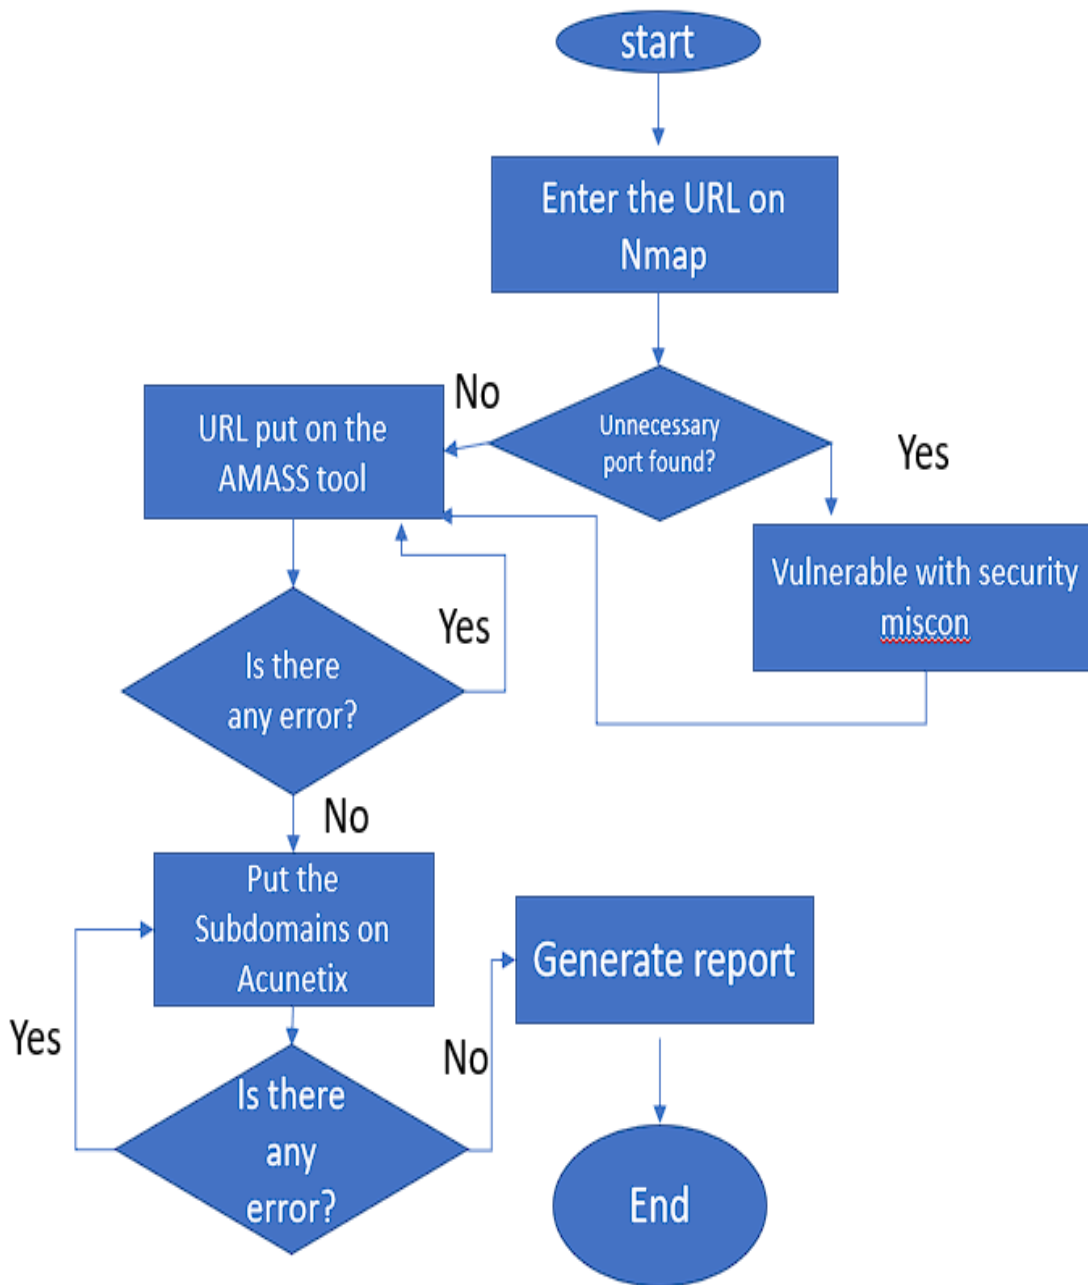 start
Enter the URL on
Nmap
No
Unnecessary
port found?
Yes
URL put on the
AMASS tool
Vulnerable with security
miscon
Yes
Is there
any error?
No
Put the
Subdomains on
Acunetix
Generate report
Yes
No
Is there
any
error?
End